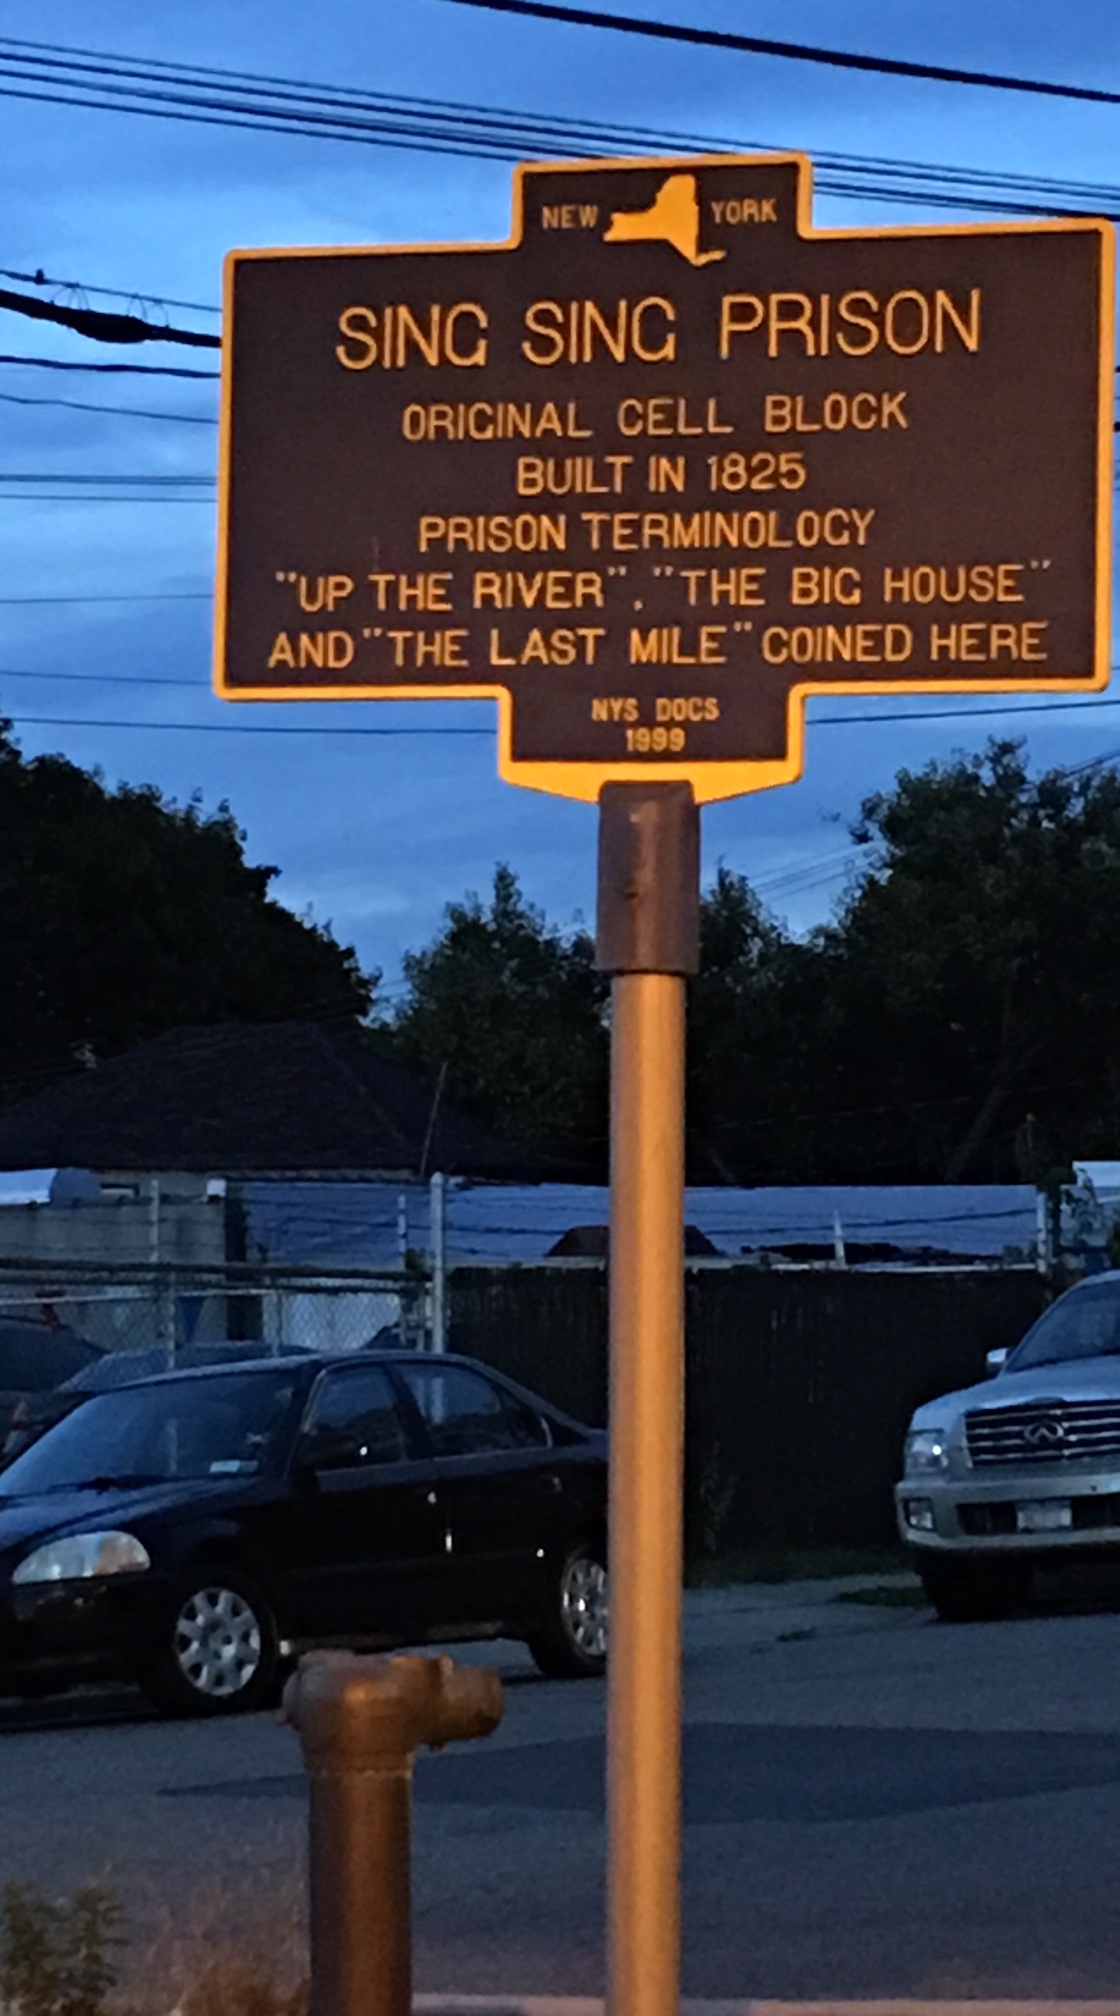 NEW YORK
SING SING PRISON
ORIGINAL CELL BLOCK
BUILT IN 1825
PRISON TERMINOLOGY
"UP THE RIVER", "THE BIG HOUSE"
AND "THE LAST MILE" COINED HERE
NYS DOCS
1999